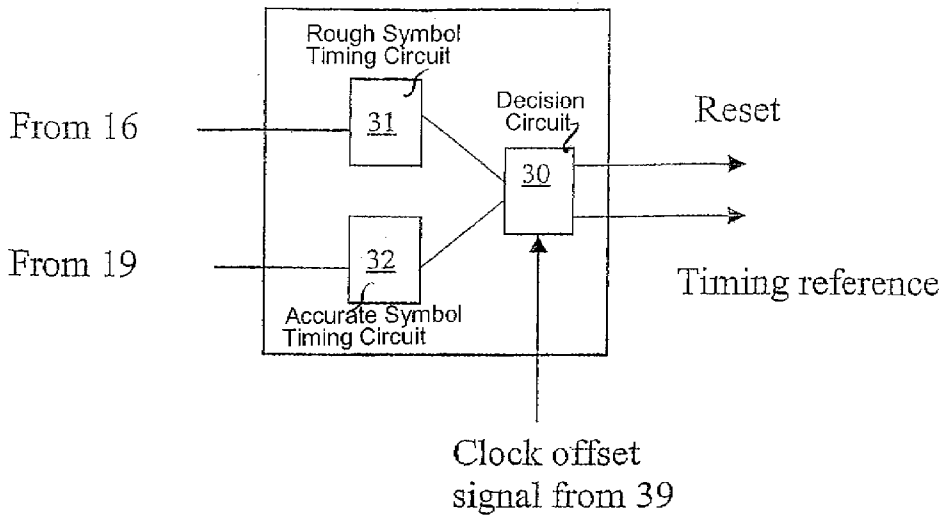 Rough Symbol
Timing Circuit
From 16
31
Decision
Circuit
Reset
30
From 19
32
Timing reference
Accurate Symbol
Timing Circuit
Clock offset
signal from 39